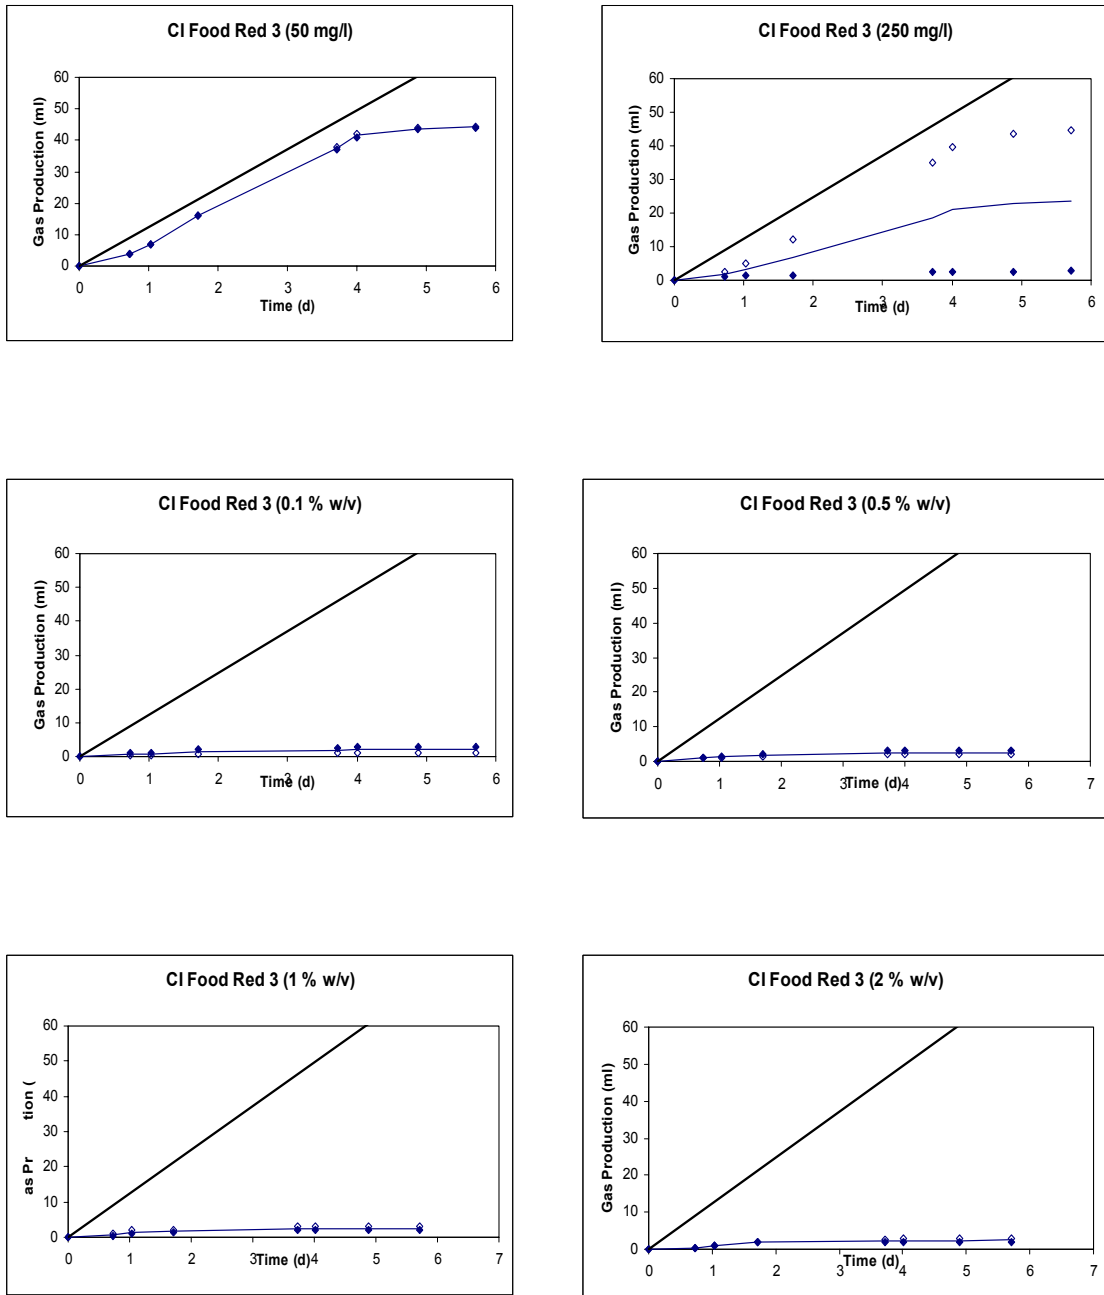 CI Food Red 3 (50 mg/l)
Gas Production (ml)
60
50
40
30
20
10
0
0 1 2 3 4 5 6
Time (d)
CI Food Red 3 (250 mg/l)
Gas Production (ml)
60
50
40
30
20
10
0
0 1 2 3 4 5 6
Time (d)
CI Food Red 3 (0.1 % w/v)
Gas Production (ml)
60
50
40
30
20
10
0
0 1 2 3 4 5 6
Time (d)
CI Food Red 3 (0.5 % w/v)
Gas Production (ml)
60
50
40
30
20
10
0
0 1 2 3 4 5 6 7
Time (d)
CI Food Red 3 (1 % w/v)
as Pr tion (
60
50
40
30
20
10
0
0 1 2 3 4 5 6 7
Time (d)
CI Food Red 3 (2 % w/v)
Gas Production (ml)
60
50
40
30
20
10
0
0 1 2 3 4 5 6 7
Time (d)